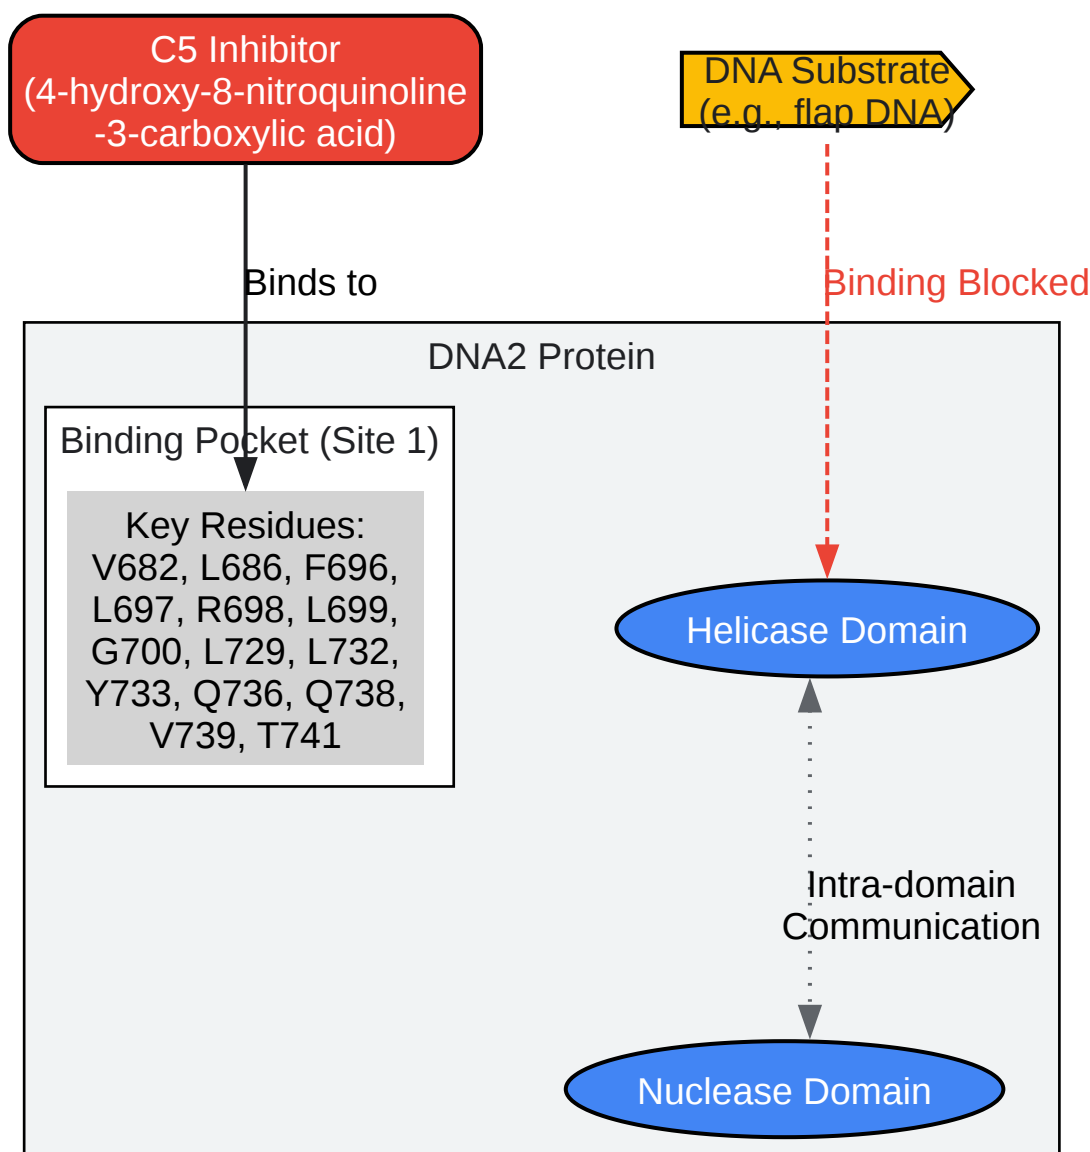 C5 Inhibitor
(4-hydroxy-8-nitroquinoline
-3-carboxylic acid)
DNA Substrate
(e.g., flap DNA)
Binds to
Binding Blocked
DNA2 Protein
Binding Pocket (Site 1)
Key Residues:
V682, L686, F696,
L697, R698, L699,
G700, L729, L732,
Y733, Q736, Q738,
V739, T741
Helicase Domain
Intra-domain
Communication
Nuclease Domain